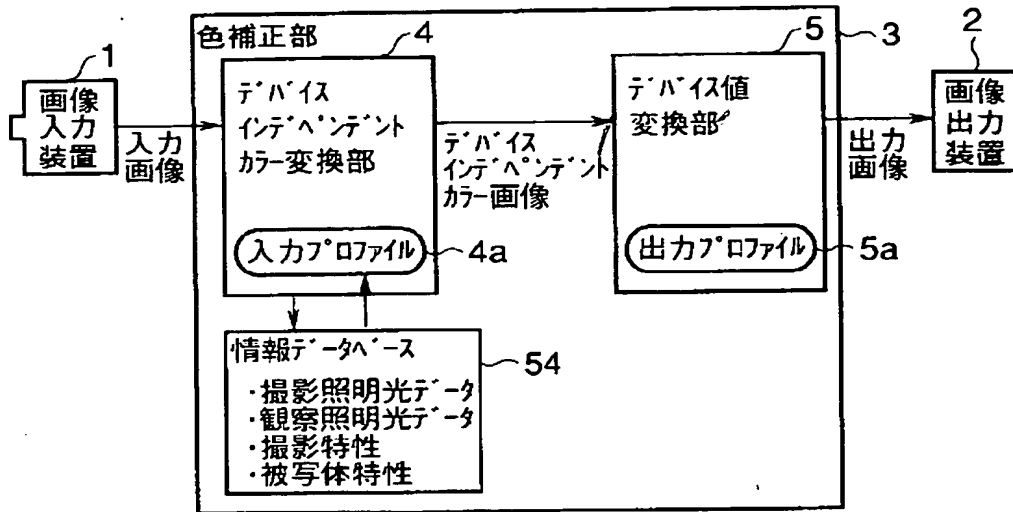 色補正部
4
5
3
1
2
画像
入力
装置
入力
画像
デバイス
インデペンデント
カラー変換部
入力プロファイル
4a
デバイス
インデペンデント
カラー画像
デバイス値
変換部
出力プロファイル
5a
出力
画像
画像
出力
装置
情報データベース
54
・撮影照明光データ
・観察照明光データ
・撮影特性
・被写体特性